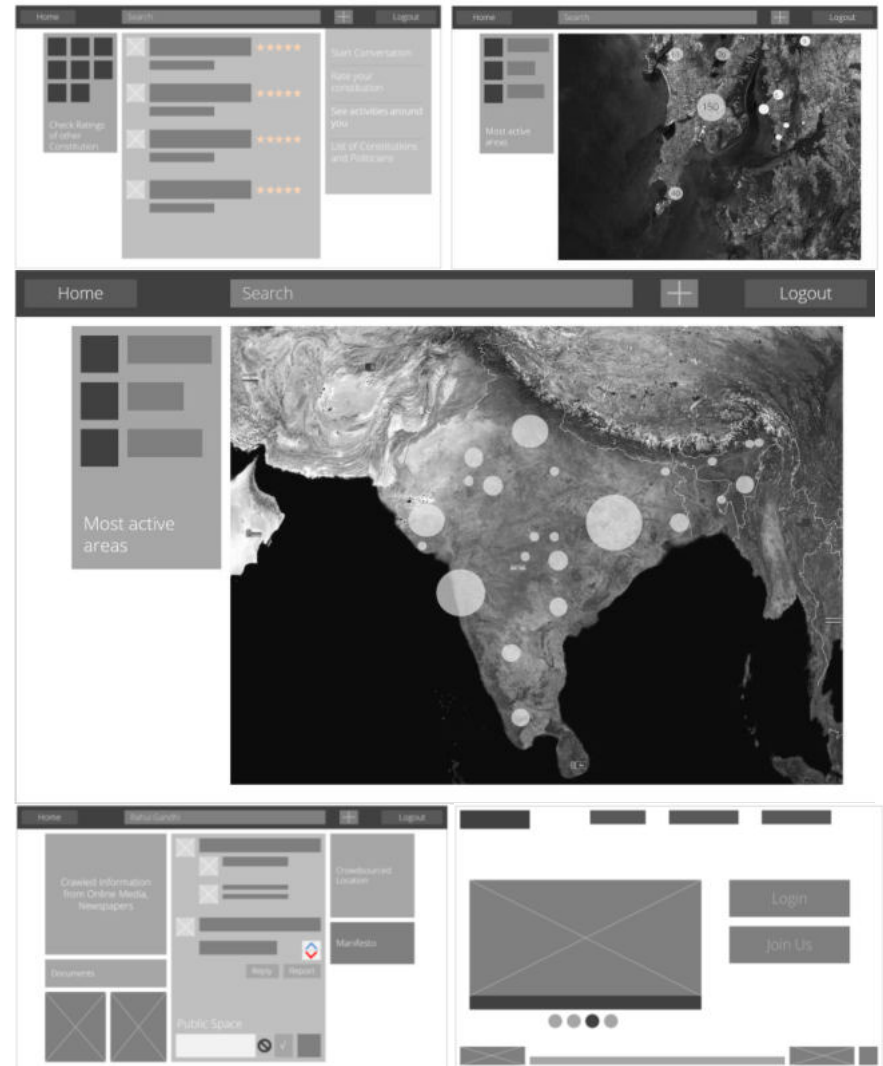 Home Search Logout
Check Ratings
of other
Constitution
Start Conversation
Rate your
constitution
See activities around
you
List of Constitutions
and Politicians
Home Search Logout
Most active
areas
150
Home Search Logout
Most active
areas
Home Rahul Gandhi Logout
Crawled Information
from Online Media,
Newspapers
Documents
Reply Report
Public Space
Crowdsourced
Location
Manifesto
Login
Join Us